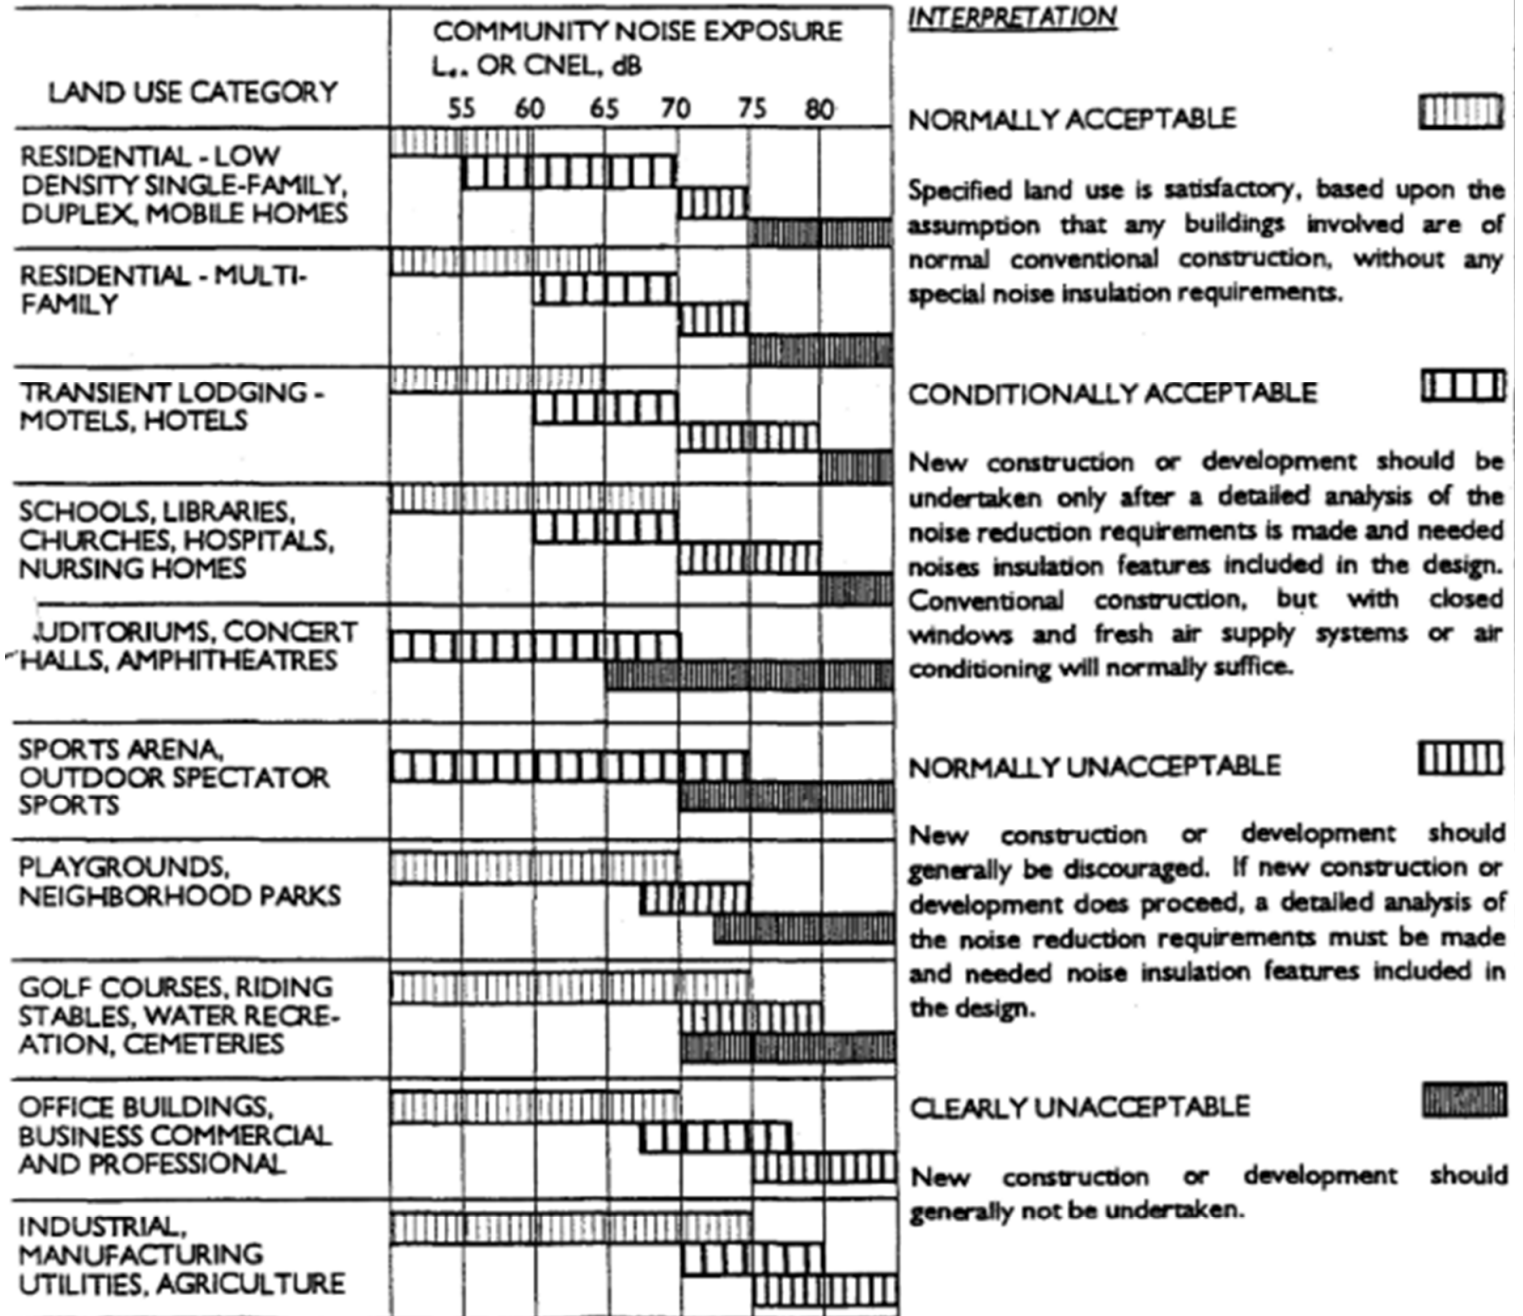 LAND USE CATEGORY
COMMUNITY NOISE EXPOSURE
OR CNEL, dB
55 60 65 70 75 80
RESIDENTIAL - LOW
DENSITY SINGLE-FAMILY,
DUPLEX, MOBILE HOMES
RESIDENTIAL - MULTI-
FAMILY
TRANSIENT LODGING -
MOTELS, HOTELS
SCHOOLS, LIBRARIES,
CHURCHES, HOSPITALS,
NURSING HOMES
UDITORIUMS, CONCERT
HALLS, AMPHITHEATRES
SPORTS ARENA,
OUTDOOR SPECTATOR
SPORTS
PLAYGROUNDS,
NEIGHBORHOOD PARKS
GOLF COURSES, RIDING
STABLES, WATER RECRE-
ATION, CEMETERIES
OFFICE BUILDINGS,
BUSINESS COMMERCIAL
AND PROFESSIONAL
INDUSTRIAL,
MANUFACTURING
UTILITIES, AGRICULTURE
INTERPRETATION
NORMALLY ACCEPTABLE
Specified land use is satisfactory, based upon the
assumption that any buildings involved are of
normal conventional construction, without any
special noise insulation requirements.
CONDITIONALLY ACCEPTABLE
New construction or development should be
undertaken only after a detailed analysis of the
noise reduction requirements is made and needed
noises insulation features included in the design.
Conventional construction, but with closed
windows and fresh air supply systems or air
conditioning will normally suffice.
NORMALLY UNACCEPTABLE
New construction or development should
generally be discouraged. If new construction or
development does proceed, a detailed analysis of
the noise reduction requirements must be made
and needed noise insulation features included in
the design.
CLEARLY UNACCEPTABLE
New construction or development should
generally not be undertaken.